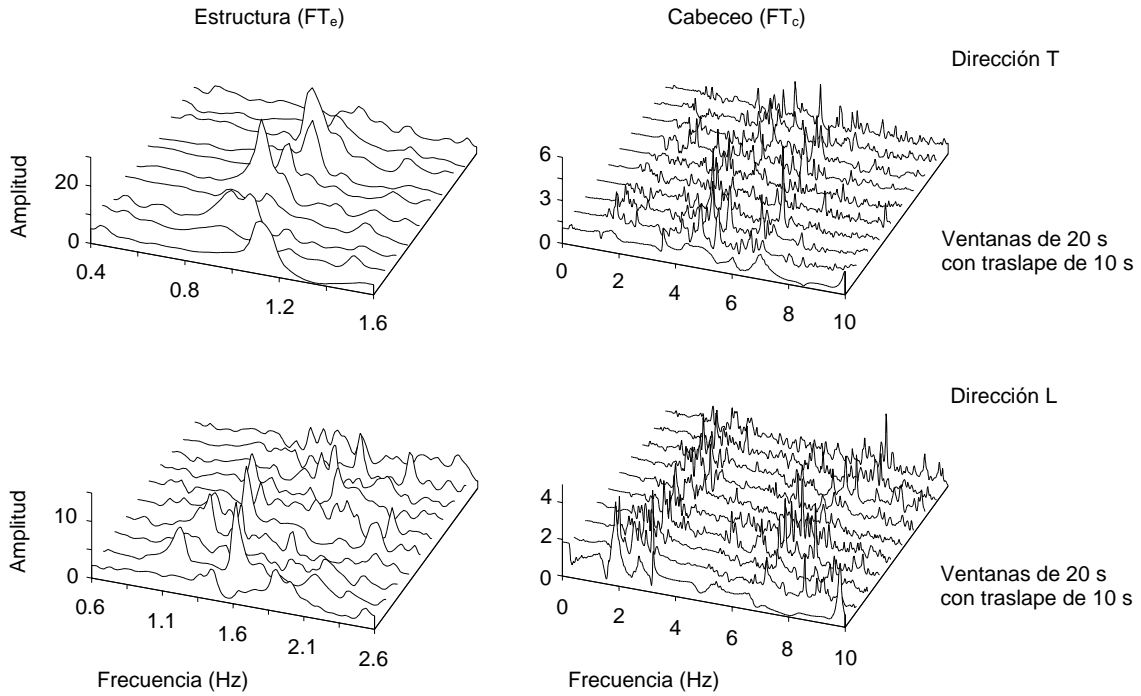 Estructura (FTₑ)
Cabeceo (FT꜀)
Dirección T
Amplitud
20
10
0
0.4
0.8
1.2
1.6
6
3
1
0
0
2
4
6
8
10
Ventanas de 20 s
con traslape de 10 s
Dirección L
Amplitud
10
0
0.6
1.1
1.6
2.1
2.6
Frecuencia (Hz)
4
2
0
0
2
4
6
8
10
Frecuencia (Hz)
Ventanas de 20 s
con traslape de 10 s